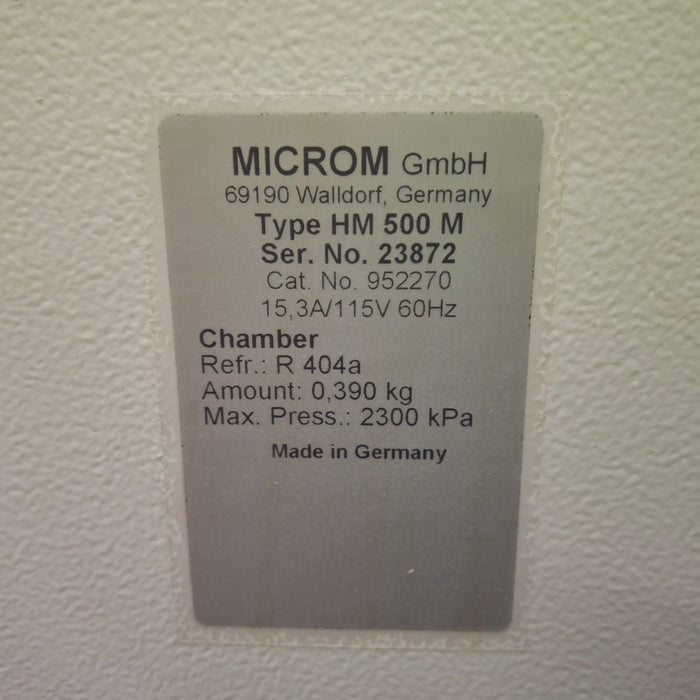 MICROM GmbH
69190 Walldorf, Germany
Type HM 500 M
Ser. No. 23872
Cat. No. 952270
15,3A/115V 60Hz
Chamber
Refr.: R 404a
Amount: 0,390 kg
Max. Press.: 2300 kPa
Made in Germany